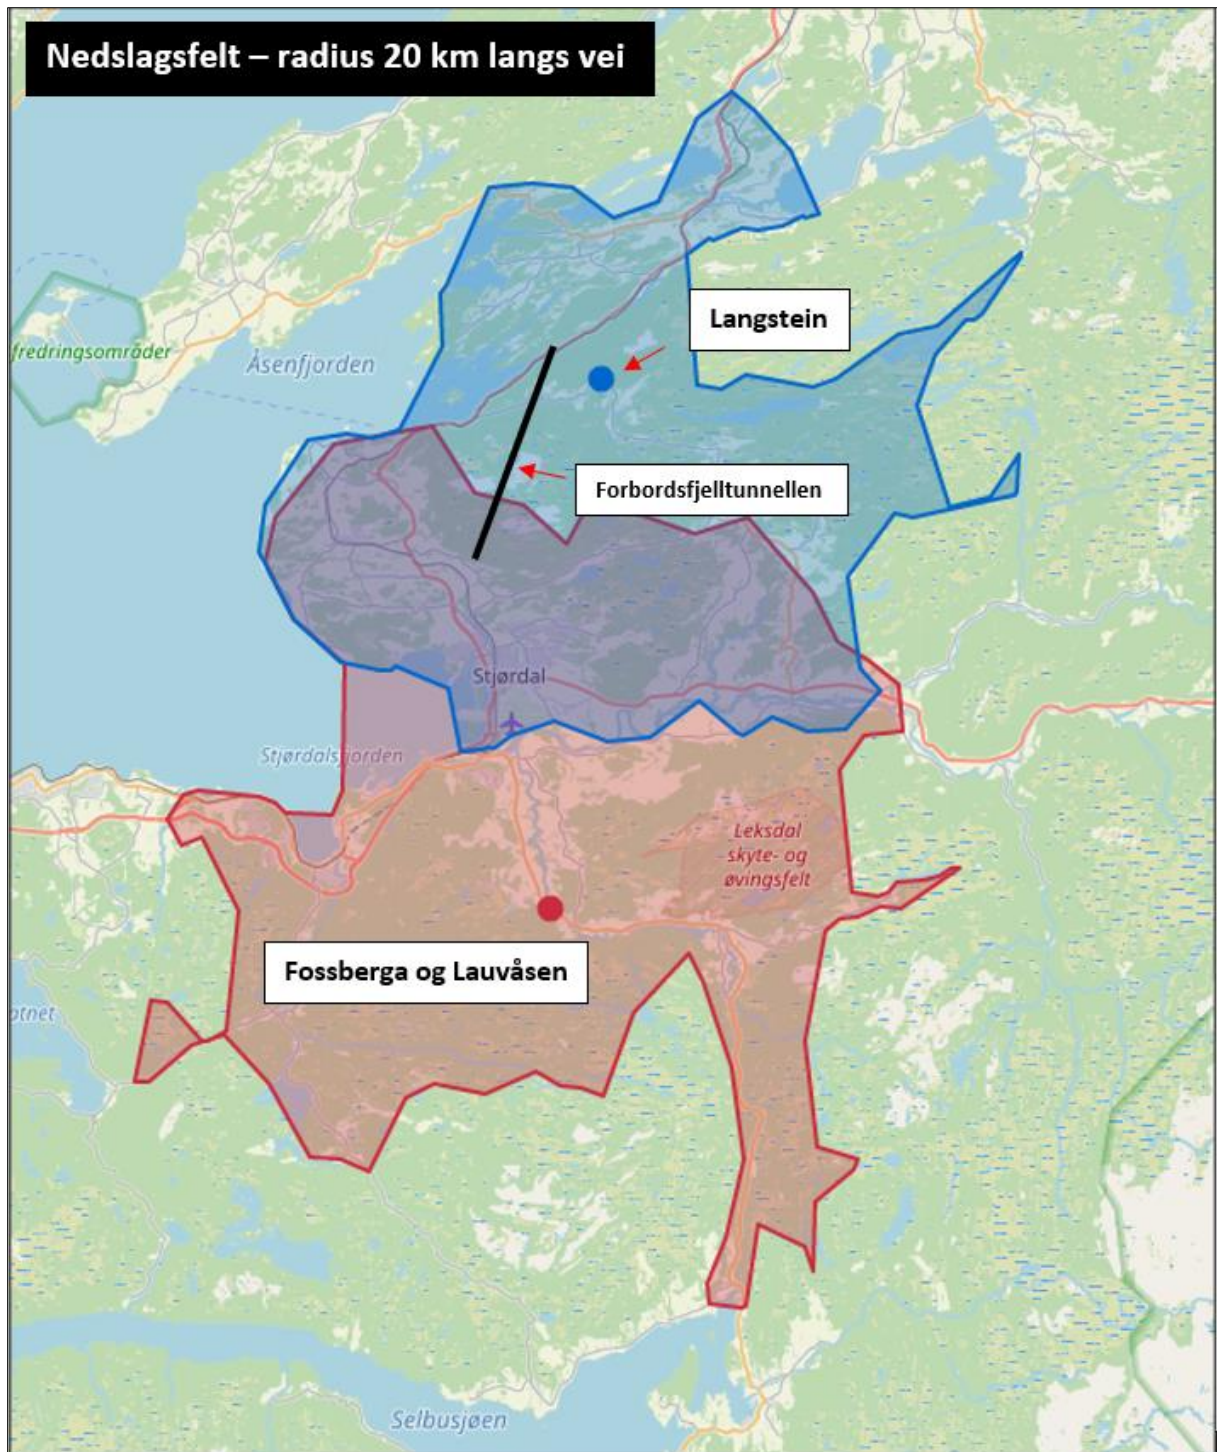 Nedslagsfelt – radius 20 km langs vei
Langstein
fredringsområder
Åsenfjorden
Forbordsfjelltunnellen
Stjørdal
Stjørdalsfjorden
Leksdal
skyte- og
øvingsfelt
Fossberga og Lauvåsen
Selbusjøen